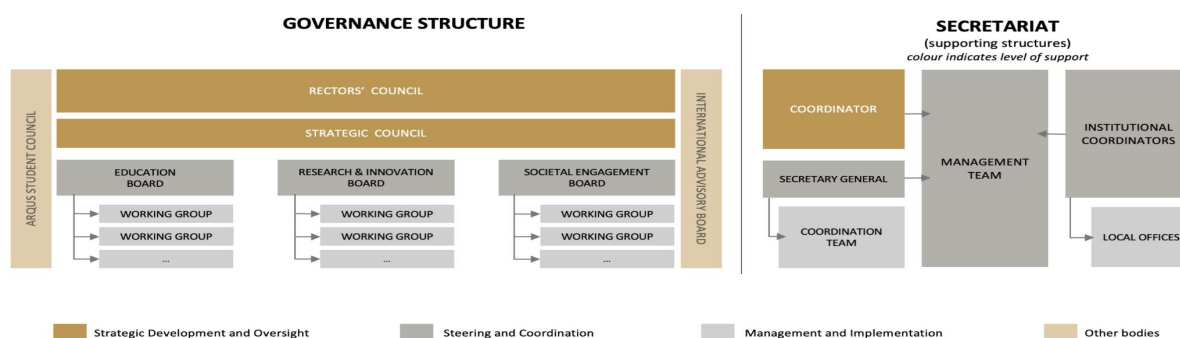 GOVERNANCE STRUCTURE
ARQUS STUDENT COUNCIL
RECTORS' COUNCIL
STRATEGIC COUNCIL
EDUCATION
BOARD
WORKING GROUP
WORKING GROUP
...
RESEARCH & INNOVATION
BOARD
WORKING GROUP
WORKING GROUP
...
SOCIETAL ENGAGEMENT
BOARD
WORKING GROUP
WORKING GROUP
...
INTERNATIONAL ADVISORY BOARD
SECRETARIAT
(supporting structures)
colour indicates level of support
COORDINATOR
SECRETARY GENERAL
COORDINATION
TEAM
MANAGEMENT
TEAM
INSTITUTIONAL
COORDINATORS
LOCAL OFFICES
Strategic Development and Oversight
Steering and Coordination
Management and Implementation
Other bodies